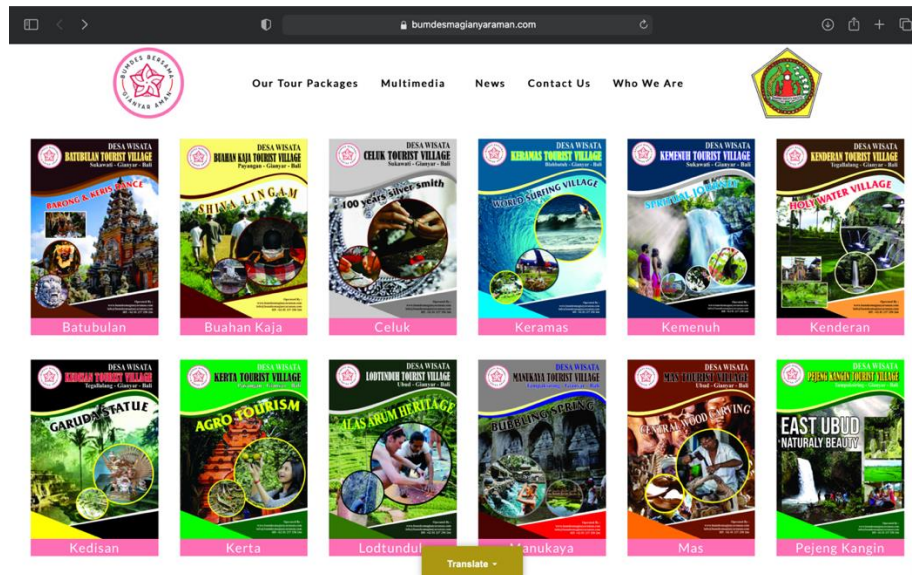 bumdesmagianyaraman.com
BUMDES BERSAMA
GIANYAR AMAN
Our Tour Packages
Multimedia
News
Contact Us
Who We Are
DESA WISATA
BATUBULAN TOURIST VILLAGE
Sukawati - Gianyar - Bali
BARONG & KERIS DANCE
Batubulan
DESA WISATA
BUAHAN KAJA TOURIST VILLAGE
Payangan - Gianyar - Bali
SHIVA LINGAM
Buahan Kaja
DESA WISATA
CELUK TOURIST VILLAGE
Sukawati - Gianyar - Bali
100 years silver smith
Celuk
DESA WISATA
KERAMAS TOURIST VILLAGE
Blahbatuh - Gianyar - Bali
WORLD SURFING VILLAGE
Keramas
DESA WISATA
KEMENUH TOURIST VILLAGE
Sukawati - Gianyar - Bali
SPIRITUAL JOURNEY
Kemenuh
DESA WISATA
KENDERAN TOURIST VILLAGE
Tegallalang - Gianyar - Bali
HOLY WATER VILLAGE
Kenderan
DESA WISATA
KEDISAN TOURIST VILLAGE
Tegallalang - Gianyar - Bali
GARUDA STATUE
Kedisan
DESA WISATA
KERTA TOURIST VILLAGE
Payangan - Gianyar - Bali
AGRO TOURISM
Kerta
DESA WISATA
LODTUNDUH TOURIST VILLAGE
Ubud - Gianyar - Bali
ALAS ARUM HERITAGE
Lodtunduh
DESA WISATA
MANUKAYA TOURIST VILLAGE
Tampaksiring - Gianyar - Bali
BUBBLING SPRING
Manukaya
DESA WISATA
MAS TOURIST VILLAGE
Ubud - Gianyar - Bali
CENTRAL WOOD CARVING
Mas
DESA WISATA
PEJENG KANGIN TOURIST VILLAGE
Tampaksiring - Gianyar - Bali
EAST UBUD
NATURALY BEAUTY
Pejeng Kangin
Translate